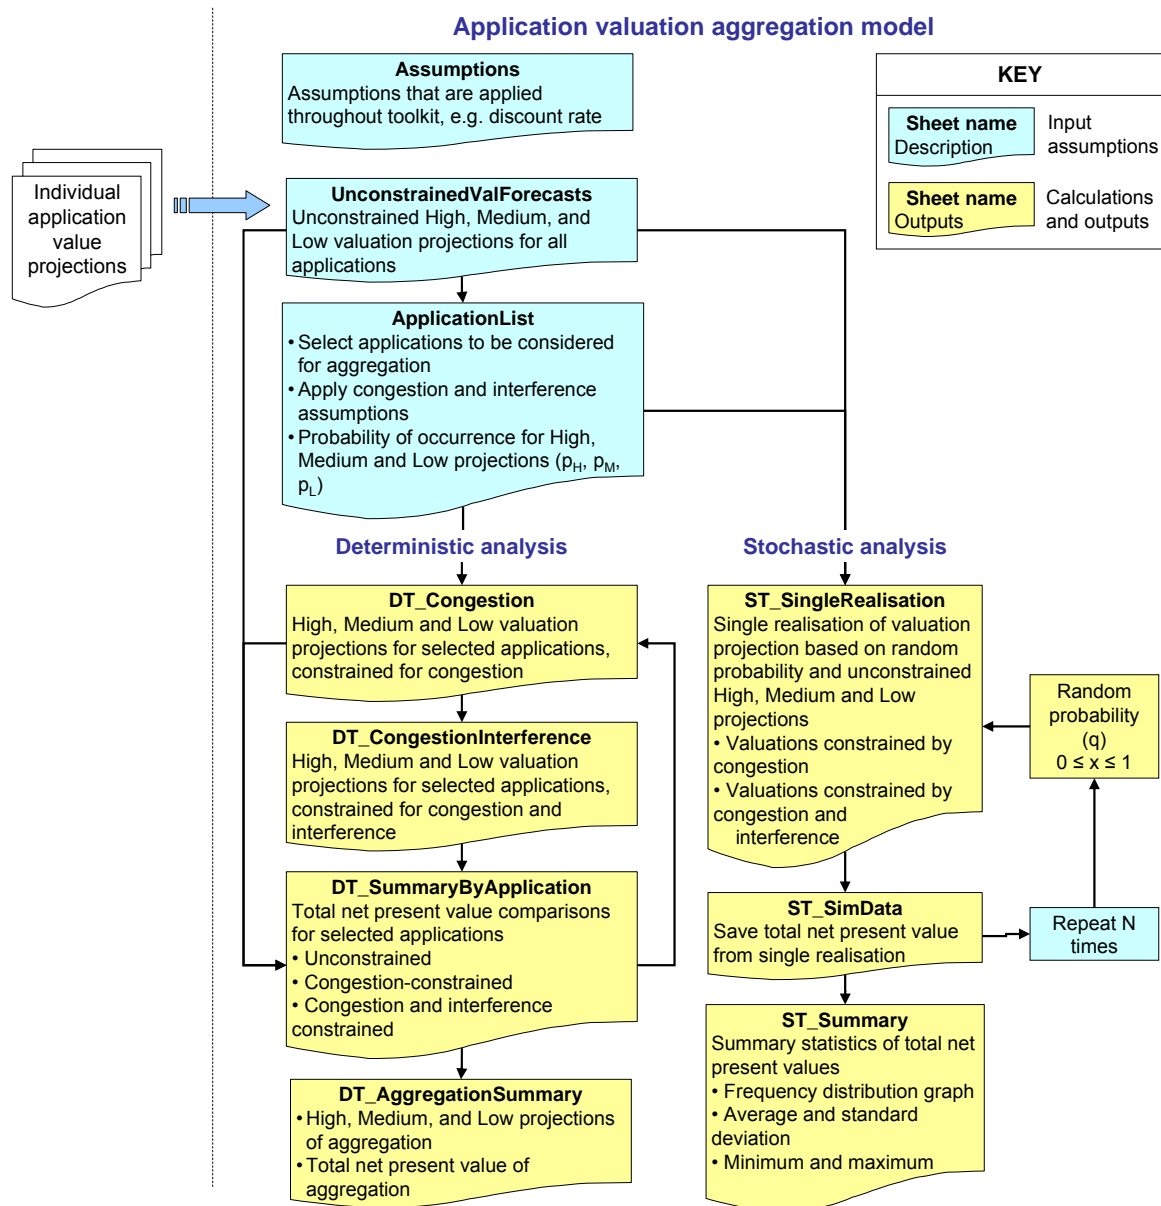 Application valuation aggregation model
Assumptions
Assumptions that are applied
throughout toolkit, e.g. discount rate
KEY
Sheet name
Description
Input
assumptions
Sheet name
Outputs
Calculations
and outputs
Individual
application
value
projections
UnconstrainedValForecasts
Unconstrained High, Medium, and
Low valuation projections for all
applications
ApplicationList
• Select applications to be considered
for aggregation
• Apply congestion and interference
assumptions
• Probability of occurrence for High,
Medium and Low projections (pH, pM,
pL)
Deterministic analysis
DT_Congestion
High, Medium and Low valuation
projections for selected applications,
constrained for congestion
DT_CongestionInterference
High, Medium and Low valuation
projections for selected applications,
constrained for congestion and
interference
DT_SummaryByApplication
Total net present value comparisons
for selected applications
• Unconstrained
• Congestion-constrained
• Congestion and interference
constrained
DT_AggregationSummary
• High, Medium, and Low projections
of aggregation
• Total net present value of
aggregation
Stochastic analysis
ST_SingleRealisation
Single realisation of valuation
projection based on random
probability and unconstrained
High, Medium and Low
projections
• Valuations constrained by
congestion
• Valuations constrained by
congestion and
interference
Random
probability
(q)
0 ≤ x ≤ 1
ST_SimData
Save total net present value
from single realisation
Repeat N
times
ST_Summary
Summary statistics of total net
present values
• Frequency distribution graph
• Average and standard
deviation
• Minimum and maximum